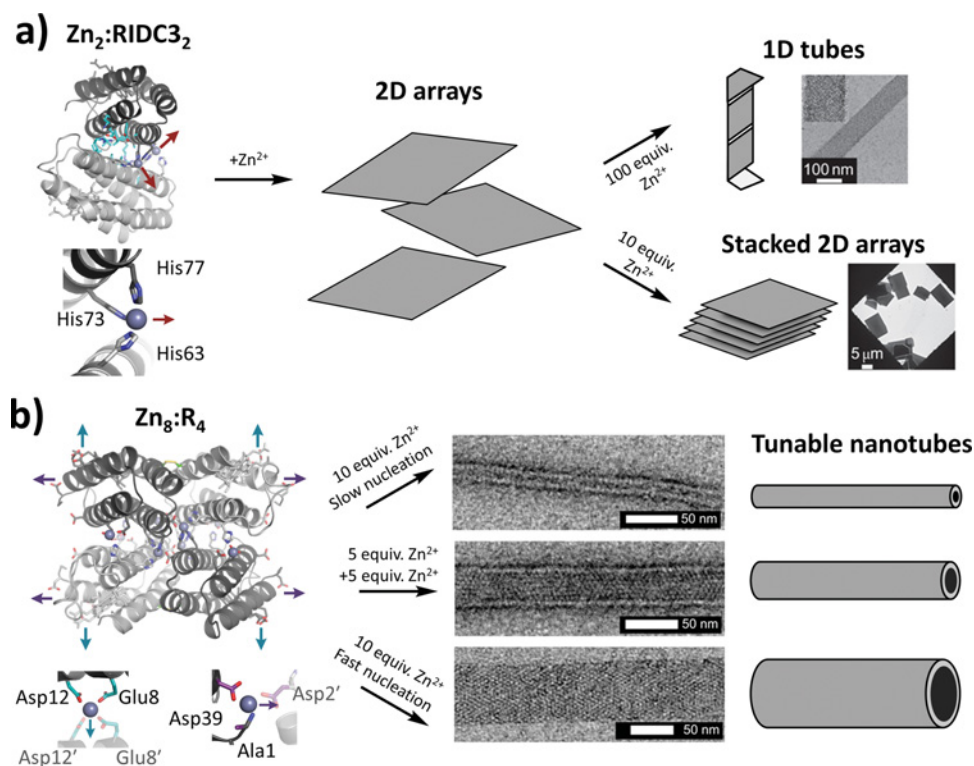 a)
Zn2:RIDC32
His77
His73
His63
+Zn2+
2D arrays
100 equiv.
Zn2+
1D tubes
100 nm
10 equiv.
Zn2+
Stacked 2D arrays
5 μm
b)
Zn8:R4
Asp12
Glu8
Asp12′
Glu8′
Asp39
Asp2′
Ala1
10 equiv. Zn2+
Slow nucleation
50 nm
5 equiv. Zn2+
+5 equiv. Zn2+
50 nm
10 equiv. Zn2+
Fast nucleation
50 nm
Tunable nanotubes